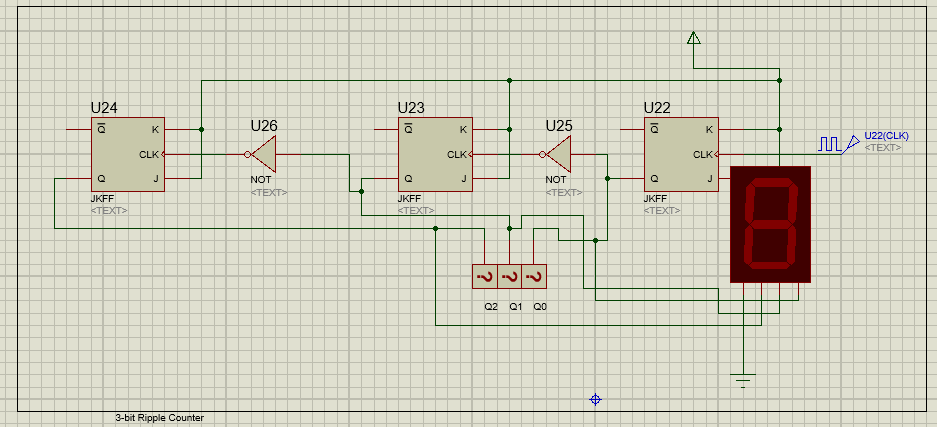 U22(CLK)
<TEXT>
U24
U26
U23
U25
U22
Q K
CLK
Q J
Q K
CLK
Q J
Q K
CLK
Q J
NOT
<TEXT>
NOT
<TEXT>
JKFF
<TEXT>
JKFF
<TEXT>
JKFF
<TEXT>
? ? ?
Q2 Q1 Q0
3-bit Ripple Counter